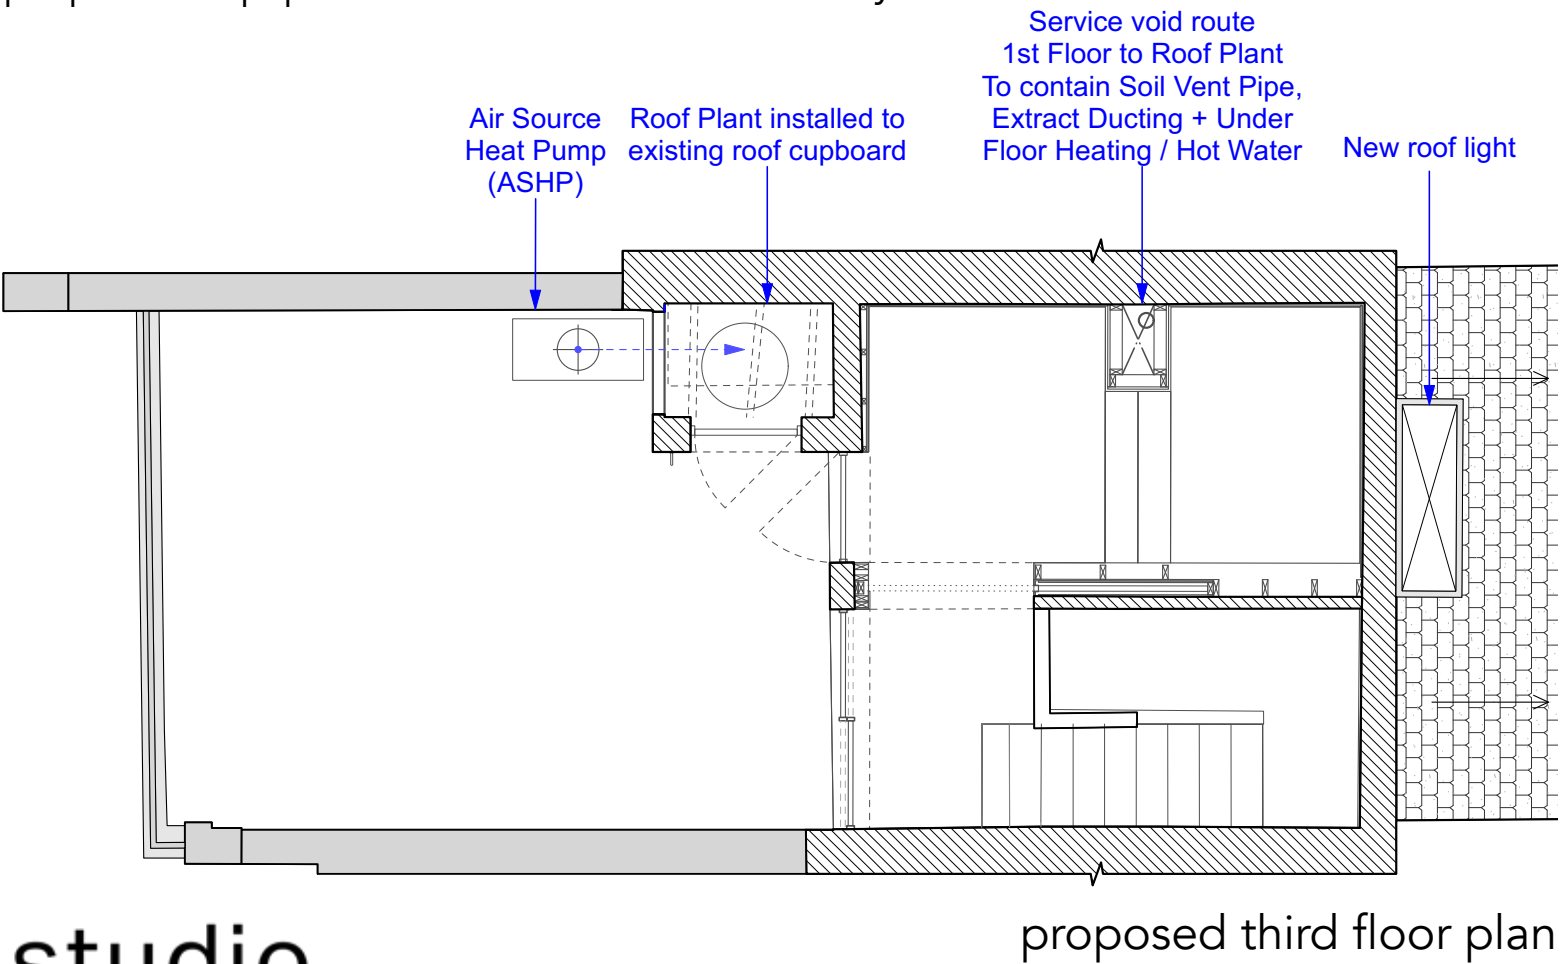 Service void route
1st Floor to Roof Plant
To contain Soil Vent Pipe,
Extract Ducting + Under
Floor Heating / Hot Water
Air Source
Heat Pump
(ASHP)
Roof Plant installed to
existing roof cupboard
New roof light
proposed third floor plan
studio